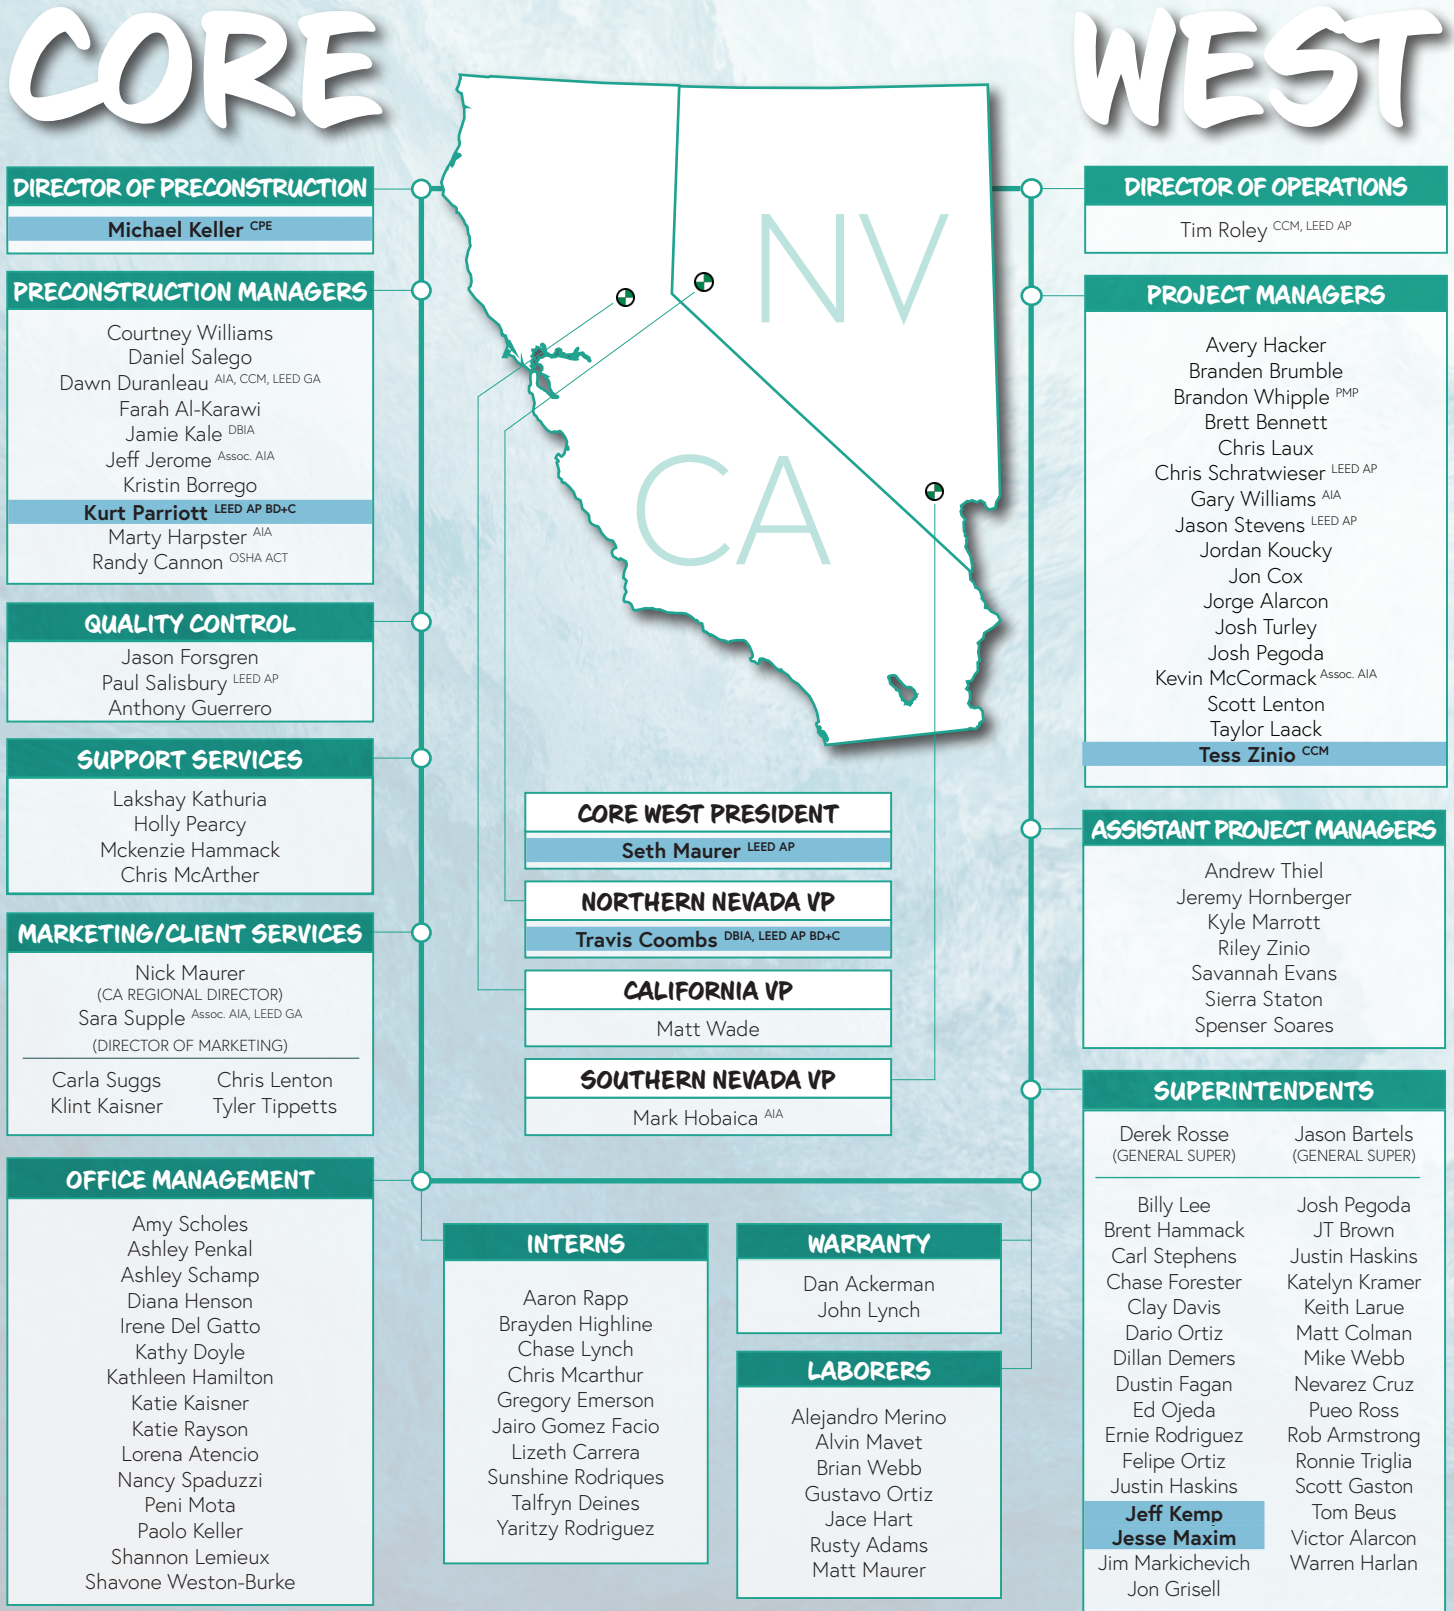 CORE WEST
DIRECTOR OF PRECONSTRUCTION
Michael Keller CPE
PRECONSTRUCTION MANAGERS
Courtney Williams
Daniel Salego
Dawn Duranleau AIA, CCM, LEED GA
Farah Al-Karawi
Jamie Kale DBIA
Jeff Jerome Assoc. AIA
Kristin Borrego
Kurt Parriott LEED AP BD+C
Marty Harpster AIA
Randy Cannon OSHA ACT
QUALITY CONTROL
Jason Forsgren
Paul Salisbury LEED AP
Anthony Guerrero
SUPPORT SERVICES
Lakshay Kathuria
Holly Pearcy
Mckenzie Hammack
Chris McArther
MARKETING/CLIENT SERVICES
Nick Maurer
(CA REGIONAL DIRECTOR)
Sara Supple Assoc. AIA, LEED GA
(DIRECTOR OF MARKETING)
Carla Suggs Chris Lenton
Klint Kaisner Tyler Tippetts
OFFICE MANAGEMENT
Amy Scholes
Ashley Penkal
Ashley Schamp
Diana Henson
Irene Del Gatto
Kathy Doyle
Kathleen Hamilton
Katie Kaisner
Katie Rayson
Lorena Atencio
Nancy Spaduzzi
Peni Mota
Paolo Keller
Shannon Lemieux
Shavone Weston-Burke
NV
CA
CORE WEST PRESIDENT
Seth Maurer LEED AP
NORTHERN NEVADA VP
Travis Coombs DBIA, LEED AP BD+C
CALIFORNIA VP
Matt Wade
SOUTHERN NEVADA VP
Mark Hobaica AIA
INTERNS
Aaron Rapp
Brayden Highline
Chase Lynch
Chris Mcarthur
Gregory Emerson
Jairo Gomez Facio
Lizeth Carrera
Sunshine Rodriques
Talfryn Deines
Yaritzy Rodriguez
WARRANTY
Dan Ackerman
John Lynch
LABORERS
Alejandro Merino
Alvin Mavet
Brian Webb
Gustavo Ortiz
Jace Hart
Rusty Adams
Matt Maurer
DIRECTOR OF OPERATIONS
Tim Roley CCM, LEED AP
PROJECT MANAGERS
Avery Hacker
Branden Brumble
Brandon Whipple PMP
Brett Bennett
Chris Laux
Chris Schratwieser LEED AP
Gary Williams AIA
Jason Stevens LEED AP
Jordan Koucky
Jon Cox
Jorge Alarcon
Josh Turley
Josh Pegoda
Kevin McCormack Assoc. AIA
Scott Lenton
Taylor Laack
Tess Zinio CCM
ASSISTANT PROJECT MANAGERS
Andrew Thiel
Jeremy Hornberger
Kyle Marrott
Riley Zinio
Savannah Evans
Sierra Staton
Spenser Soares
SUPERINTENDENTS
Derek Rosse Jason Bartels
(GENERAL SUPER) (GENERAL SUPER)
Billy Lee Josh Pegoda
Brent Hammack JT Brown
Carl Stephens Justin Haskins
Chase Forester Katelyn Kramer
Clay Davis Keith Larue
Dario Ortiz Matt Colman
Dillan Demers Mike Webb
Dustin Fagan Nevarez Cruz
Ed Ojeda Pueo Ross
Ernie Rodriguez Rob Armstrong
Felipe Ortiz Ronnie Triglia
Justin Haskins Scott Gaston
Jeff Kemp Tom Beus
Jesse Maxim Victor Alarcon
Jim Markichevich Warren Harlan
Jon Grisell